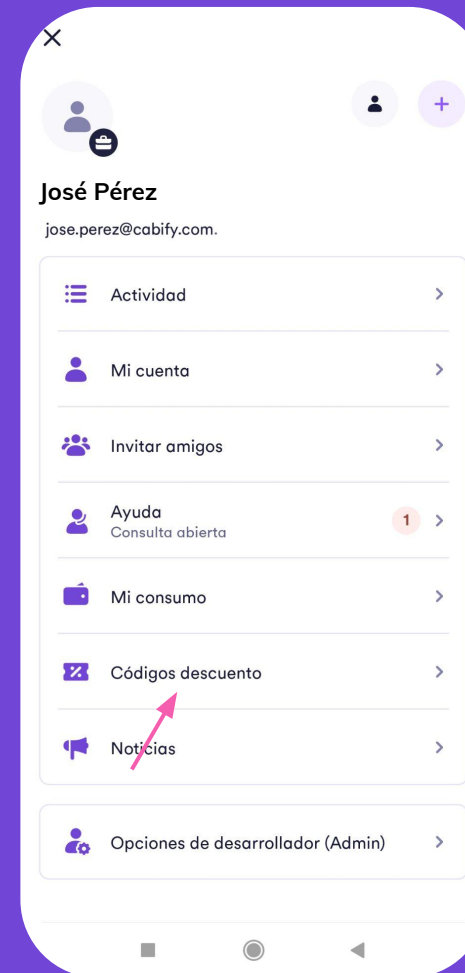 José Pérez
jose.perez@cabify.com.
Actividad
Mi cuenta
Invitar amigos
Ayuda
Consulta abierta
1
Mi consumo
Códigos descuento
Noticias
Opciones de desarrollador (Admin)